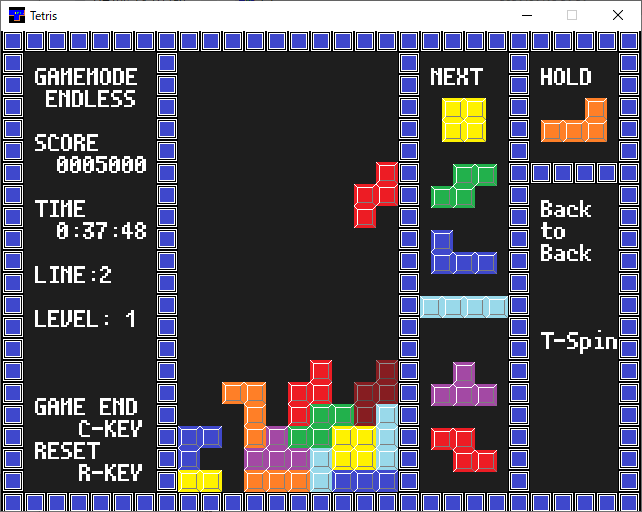 Tetris
GAMEMODE
ENDLESS
SCORE
0005000
TIME
0:37:48
LINE:2
LEVEL: 1
GAME END
C-KEY
RESET
R-KEY
NEXT
HOLD
Back
to
Back
T-Spin